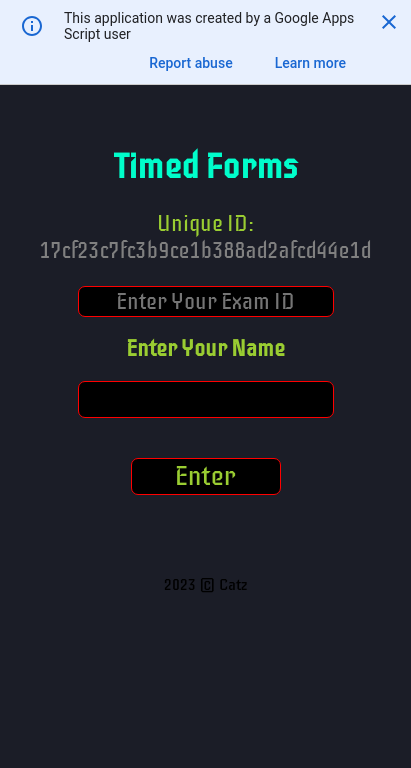 This application was created by a Google Apps
Script user
Report abuse Learn more
Timed Forms
Unique ID:
17cf23c7fc3b9ce1b388ad2afcd44e1d
Enter Your Exam ID
Enter Your Name
Enter
2023 © Catz